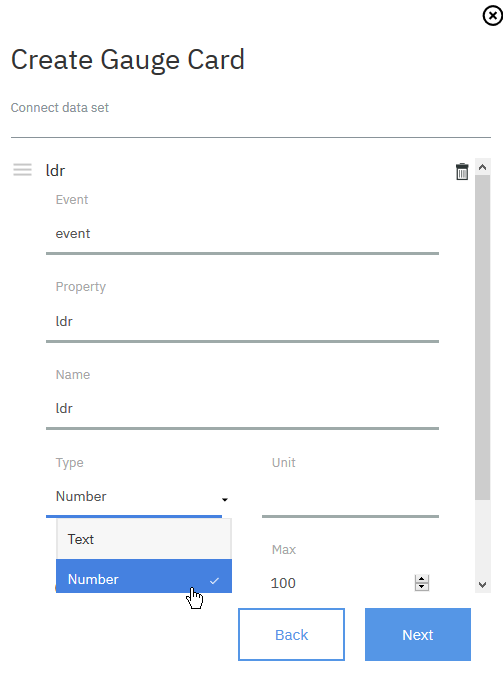 Create Gauge Card
Connect data set
ldr
Event
event
Property
ldr
Name
ldr
Type
Unit
Number
Text
Max
Number
100
Back
Next